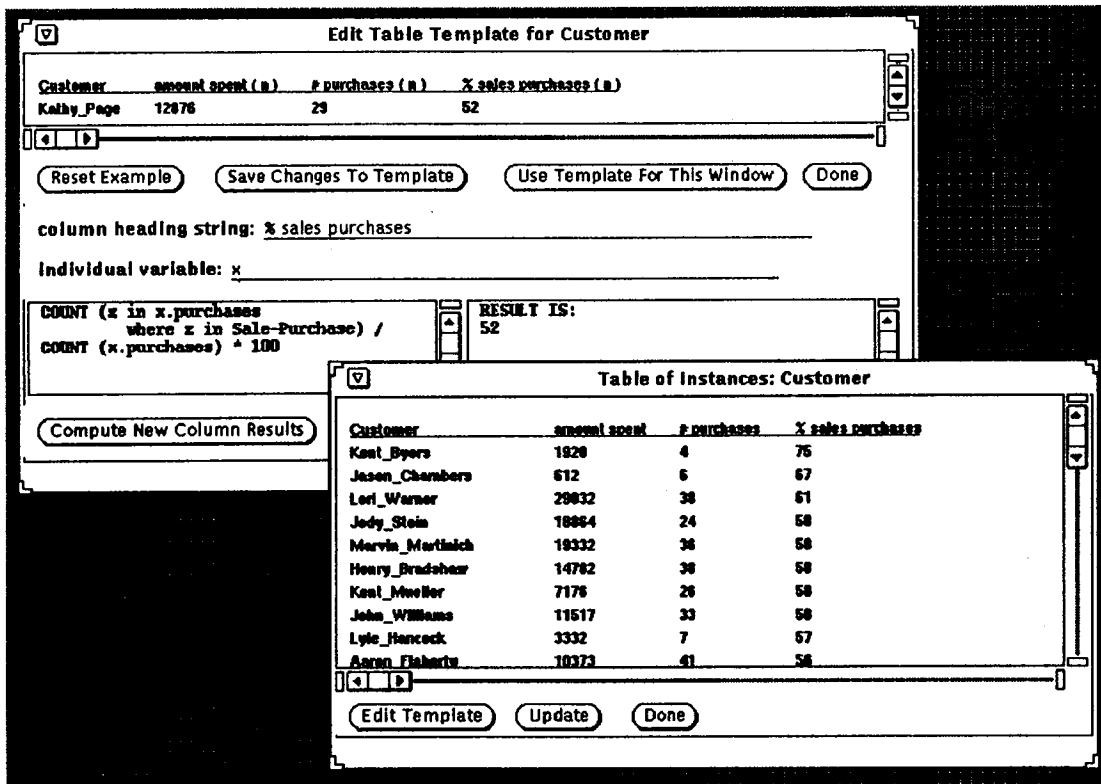 Edit Table Template for Customer
Customer amount spent ( n ) # purchases ( n ) % sales purchases ( n )
Kathy_Page 12876 29 52
Reset Example Save Changes To Template Use Template For This Window Done
column heading string: % sales purchases
individual variable: x
COUNT (z in x.purchases
where z in Sale-Purchase) /
COUNT (x.purchases) * 100
RESULT IS:
52
Compute New Column Results
Table of Instances: Customer
Customer amount spent # purchases % sales purchases
Kent_Byers 1920 4 75
Jason_Chambers 612 6 67
Lori_Warner 29032 38 61
Jody_Stein 24 58
Marvin_Martinich 19332 36 58
Henry_Bradshaw 14782 38 58
Kent_Mueller 7176 26 58
John_Williams 11517 33 58
Lyle_Hancock 3332 7 57
Aaron_Flaherty 10373 41 56
Edit Template Update Done